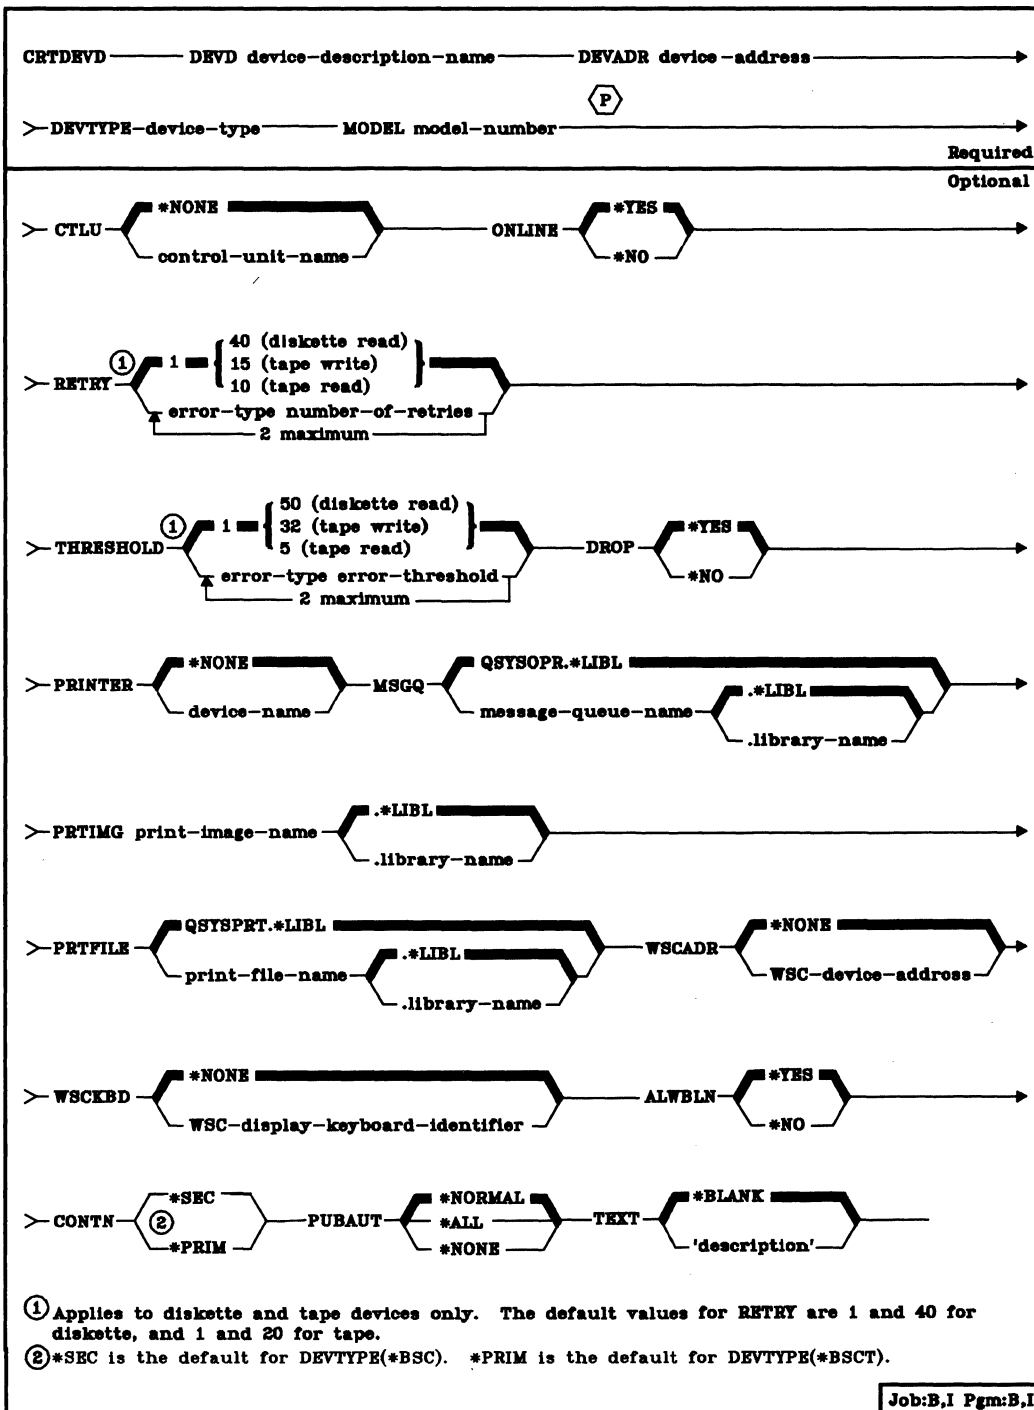 CRTDEVD DEVD device-description-name DEVADR device-address
P
DEVTYPE-device-type MODEL model-number
Required
Optional
*NONE *YES
CTLU ONLINE
control-unit-name *NO
40 (diskette read)
1 1 15 (tape write)
RETRY 10 (tape read)
error-type number-of-retries
2 maximum
50 (diskette read)
1 1 32 (tape write) *YES
THRESHOLD 5 (tape read) DROP
error-type error-threshold *NO
2 maximum
*NONE QSYSOPR.*LIBL
PRINTER MSGQ .*LIBL
device-name message-queue-name
.library-name
.*LIBL
PRTIMG print-image-name
.library-name
QSYSPRT.*LIBL *NONE
PRTFILE .*LIBL WSCADR
print-file-name WSC-device-address
.library-name
*NONE *YES
WSCKBD ALWBLN
WSC-display-keyboard-identifier *NO
*SEC *NORMAL *BLANK
CONTN 2 PUBAUT *ALL TEXT
*PRIM *NONE 'description'
1 Applies to diskette and tape devices only. The default values for RETRY are 1 and 40 for
diskette, and 1 and 20 for tape.
2 *SEC is the default for DEVTYPE(*BSC). *PRIM is the default for DEVTYPE(*BSCT).
Job:B,I Pgm:B,I